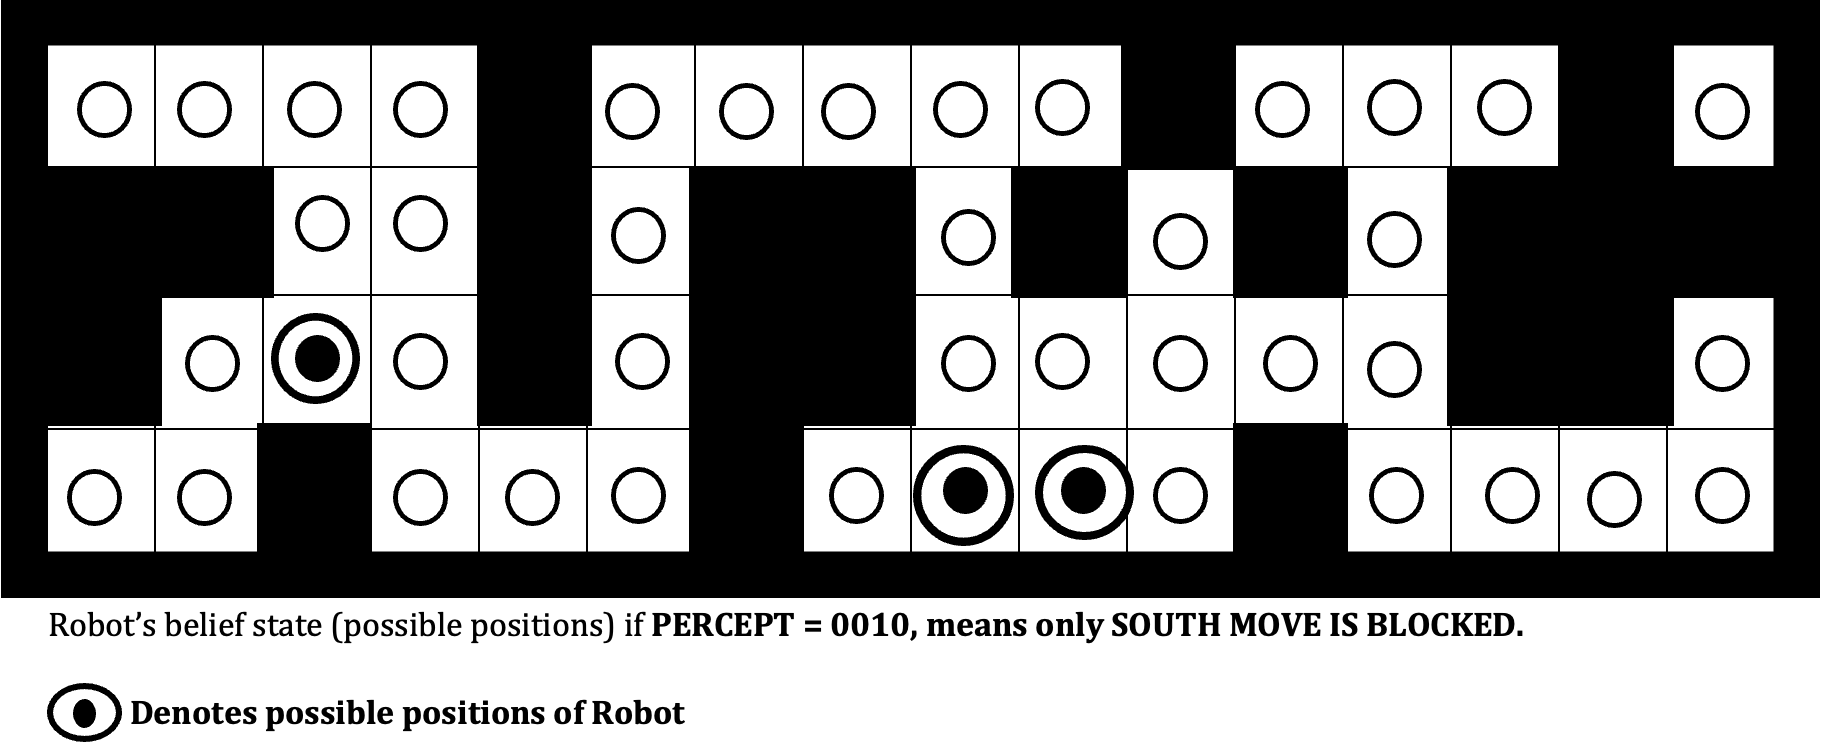 Robot’s belief state (possible positions) if PERCEPT = 0010, means only SOUTH MOVE IS BLOCKED.
Denotes possible positions of Robot